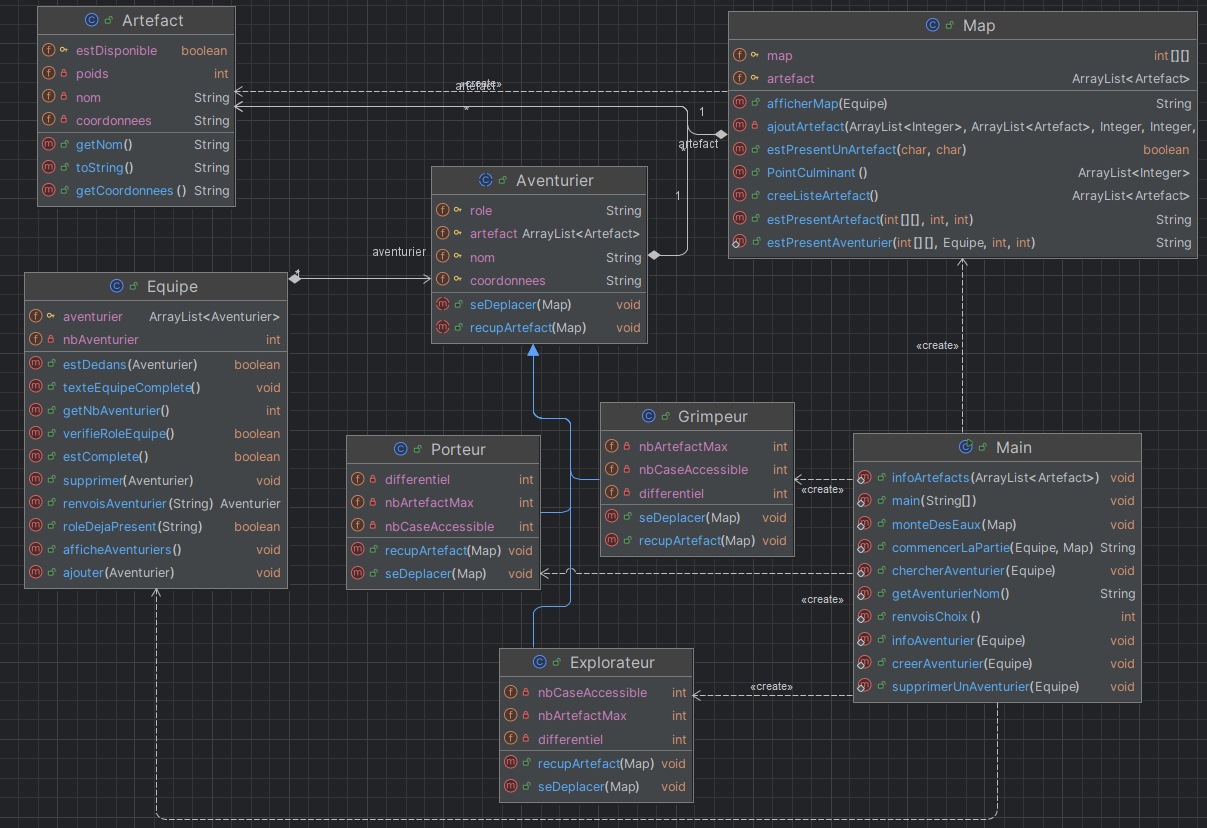 Artefact
estDisponible boolean
poids int
nom String
coordonnees String
getNom() String
toString() String
getCoordonnees () String
Map
map int[][]
artefact ArrayList<Artefact>
afficherMap(Equipe) String
ajoutArtefact(ArrayList<Integer>, ArrayList<Artefact>, Integer, Integer,
estPresentUnArtefact(char, char) boolean
PointCulminant () ArrayList<Integer>
creeListeArtefact() ArrayList<Artefact>
estPresentArtefact(int[][], int, int) String
estPresentAventurier(int[][], Equipe, int, int) String
«create»
artefact
*
1
artefact
*
1
Aventurier
role String
artefact ArrayList<Artefact>
nom String
coordonnees String
seDeplacer(Map) void
recupArtefact(Map) void
aventurier
1
Equipe
aventurier ArrayList<Aventurier>
nbAventurier int
estDedans(Aventurier) boolean
texteEquipeComplete() void
getNbAventurier() int
verifieRoleEquipe() boolean
estComplete() boolean
supprimer(Aventurier) void
renvoisAventurier(String) Aventurier
roleDejaPresent(String) boolean
afficheAventuriers() void
ajouter(Aventurier) void
«create»
Grimpeur
nbArtefactMax int
nbCaseAccessible int
differentiel int
seDeplacer(Map) void
recupArtefact(Map) void
Porteur
differentiel int
nbArtefactMax int
nbCaseAccessible int
recupArtefact(Map) void
seDeplacer(Map) void
Main
infoArtefacts(ArrayList<Artefact>) void
main(String[]) void
monteDesEaux(Map) void
commencerLaPartie(Equipe, Map) String
chercherAventurier(Equipe) void
getAventurierNom() String
renvoisChoix () int
infoAventurier(Equipe) void
creerAventurier(Equipe) void
supprimerUnAventurier(Equipe) void
«create»
«create»
«create»
Explorateur
nbCaseAccessible int
nbArtefactMax int
differentiel int
recupArtefact(Map) void
seDeplacer(Map) void